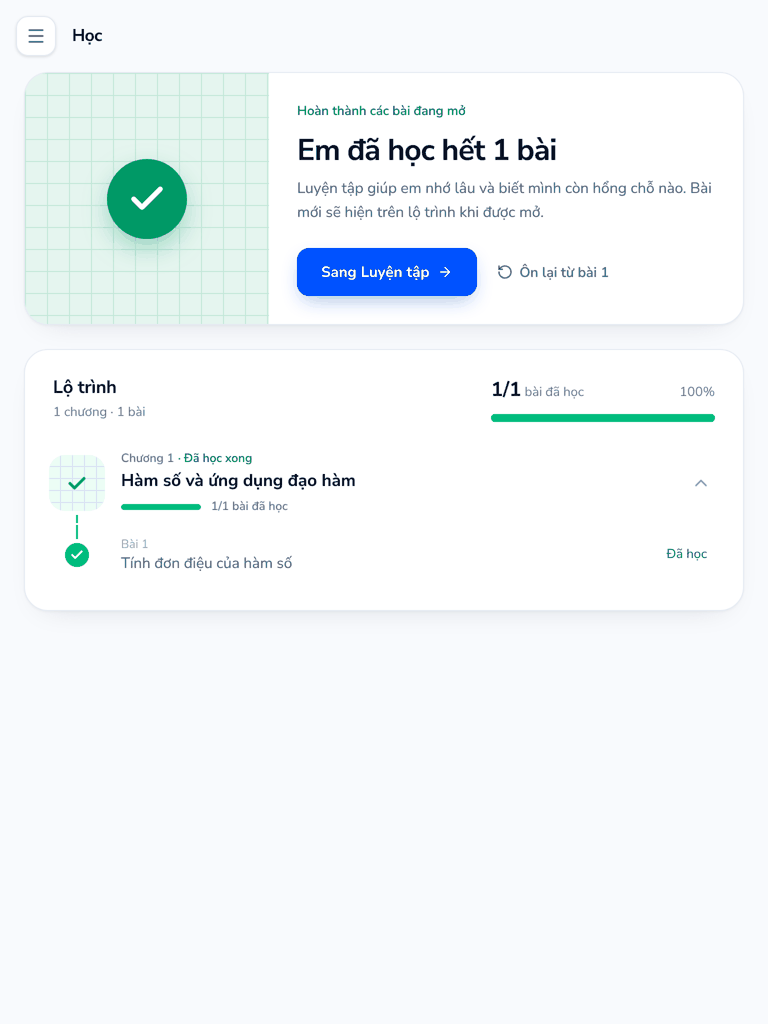 Học
Hoàn thành các bài đang mở
Em đã học hết 1 bài
Luyện tập giúp em nhớ lâu và biết mình còn hổng chỗ nào. Bài
mới sẽ hiện trên lộ trình khi được mở.
Sang Luyện tập →
Ôn lại từ bài 1
Lộ trình
1 chương · 1 bài
1/1 bài đã học
100%
Chương 1 · Đã học xong
Hàm số và ứng dụng đạo hàm
1/1 bài đã học
Bài 1
Tính đơn điệu của hàm số
Đã học